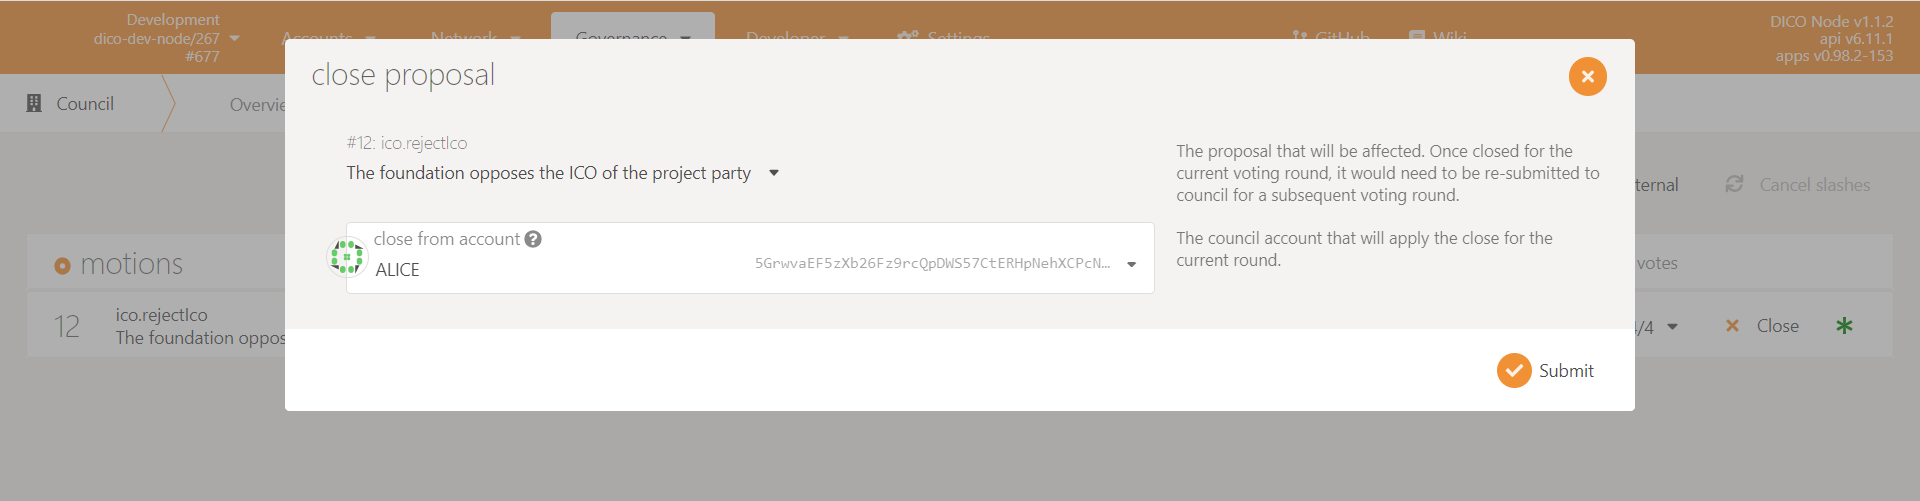 Development
dico-dev-node/267
#677
Accounts
Network
Governance
Developer
Settings
GitHub
Wiki
DICO Node v1.1.2
api v6.11.1
apps v0.98.2-153
Council
Overvie
close proposal
#12: ico.rejectIco
The foundation opposes the ICO of the project party
The proposal that will be affected. Once closed for the
current voting round, it would need to be re-submitted to
council for a subsequent voting round.
close from account
ALICE
5GrwvaEF5zXb26Fz9rcQpDWS57CtERHpNehXCPcN...
The council account that will apply the close for the
current round.
Submit
ternal
Cancel slashes
motions
votes
12
ico.rejectIco
The foundation oppos
/4
Close